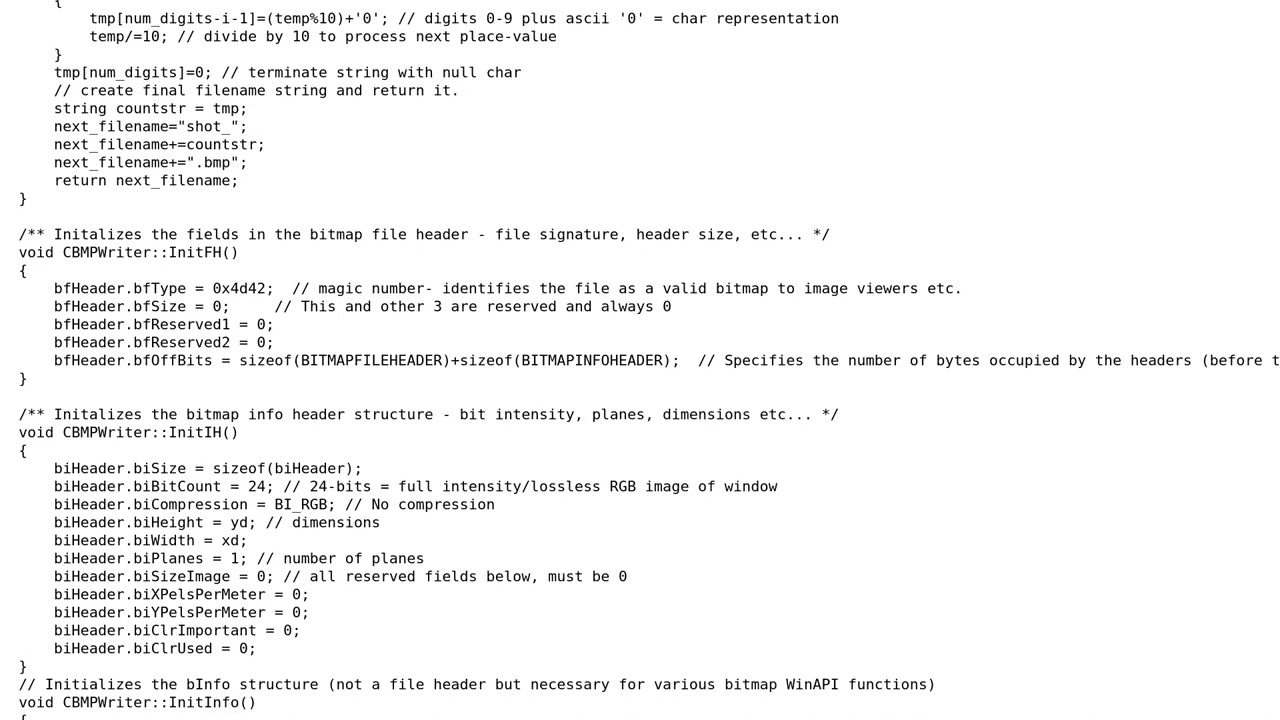 {
        tmp[num_digits-i-1]=(temp%10)+'0'; // digits 0-9 plus ascii '0' = char representation
        temp/=10; // divide by 10 to process next place-value
    }
    tmp[num_digits]=0; // terminate string with null char
    // create final filename string and return it.
    string countstr = tmp;
    next_filename="shot_";
    next_filename+=countstr;
    next_filename+=".bmp";
    return next_filename;
}

/** Initalizes the fields in the bitmap file header - file signature, header size, etc... */
void CBMPWriter::InitFH()
{
    bfHeader.bfType = 0x4d42;  // magic number- identifies the file as a valid bitmap to image viewers etc.
    bfHeader.bfSize = 0;     // This and other 3 are reserved and always 0
    bfHeader.bfReserved1 = 0;
    bfHeader.bfReserved2 = 0;
    bfHeader.bfOffBits = sizeof(BITMAPFILEHEADER)+sizeof(BITMAPINFOHEADER);  // Specifies the number of bytes occupied by the headers (before t
}

/** Initalizes the bitmap info header structure - bit intensity, planes, dimensions etc... */
void CBMPWriter::InitIH()
{
    biHeader.biSize = sizeof(biHeader);
    biHeader.biBitCount = 24; // 24-bits = full intensity/lossless RGB image of window
    biHeader.biCompression = BI_RGB; // No compression
    biHeader.biHeight = yd; // dimensions
    biHeader.biWidth = xd;
    biHeader.biPlanes = 1; // number of planes
    biHeader.biSizeImage = 0; // all reserved fields below, must be 0
    biHeader.biXPelsPerMeter = 0;
    biHeader.biYPelsPerMeter = 0;
    biHeader.biClrImportant = 0;
    biHeader.biClrUsed = 0;
}
// Initializes the bInfo structure (not a file header but necessary for various bitmap WinAPI functions)
void CBMPWriter::InitInfo()
{